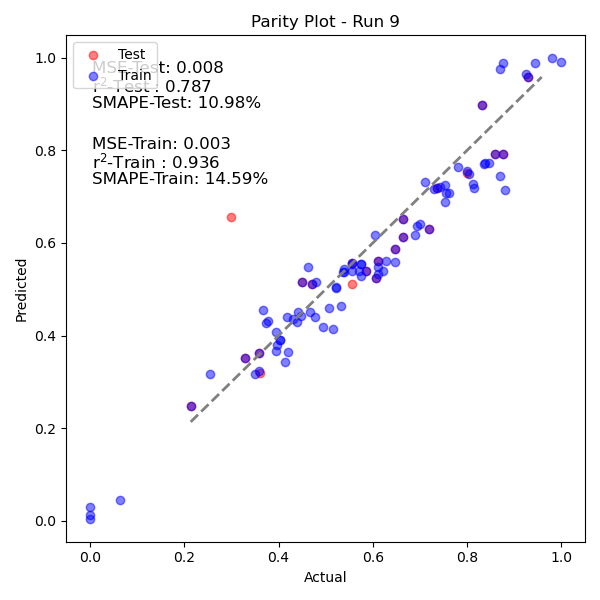 Parity Plot - Run 9
Test
Train
MSE-Test: 0.008
r²-Test : 0.787
SMAPE-Test: 10.98%
MSE-Train: 0.003
r²-Train : 0.936
SMAPE-Train: 14.59%
1.0
0.8
0.6
0.4
0.2
0.0
Predicted
0.0 0.2 0.4 0.6 0.8 1.0
Actual